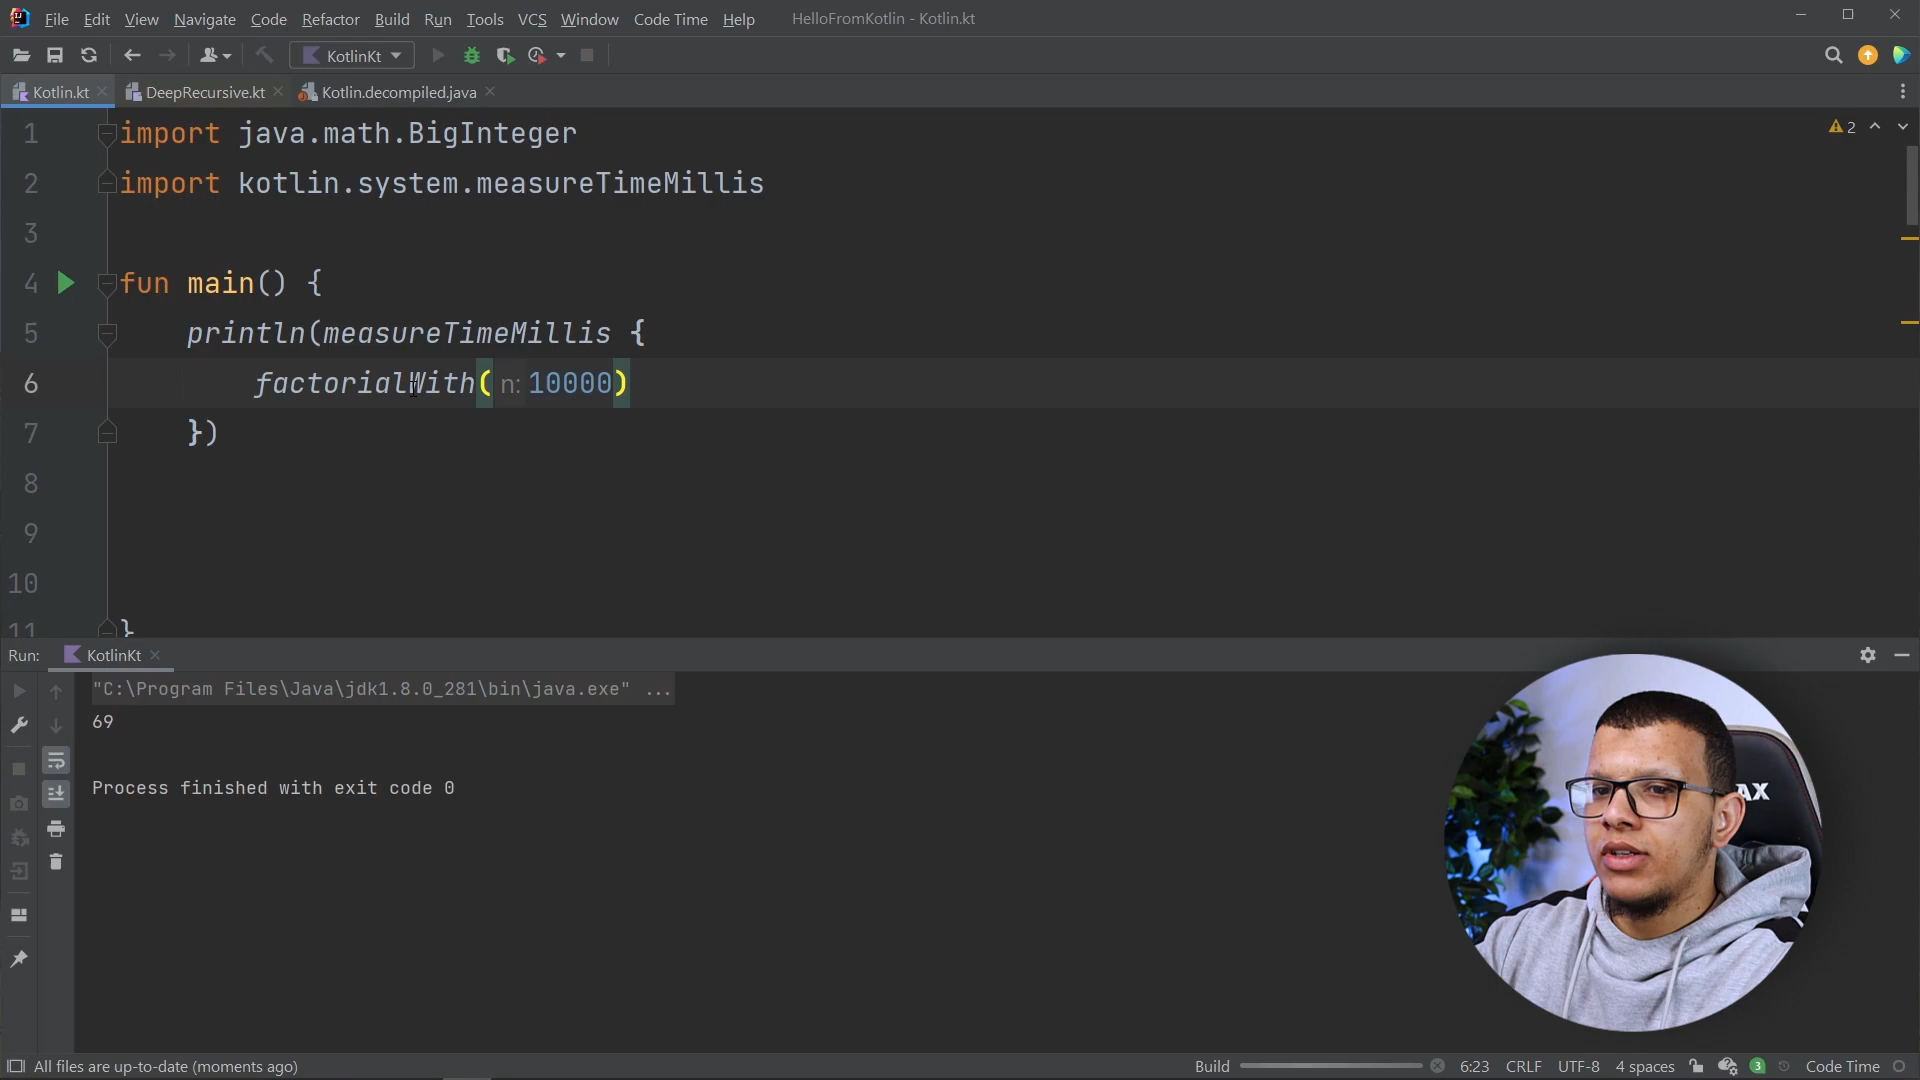 File Edit View Navigate Code Refactor Build Run Tools VCS Window Code Time Help HelloFromKotlin - Kotlin.kt
KotlinKt
Kotlin.kt DeepRecursive.kt Kotlin.decompiled.java
1 import java.math.BigInteger
2 import kotlin.system.measureTimeMillis
3
4 fun main() {
5 println(measureTimeMillis {
6 factorialWith( n: 10000)
7 })
8
9
10
11 }
2
Run: KotlinKt
"C:\Program Files\Java\jdk1.8.0_281\bin\java.exe" ...
69
Process finished with exit code 0
AX
All files are up-to-date (moments ago) Build 6:23 CRLF UTF-8 4 spaces 3 Code Time